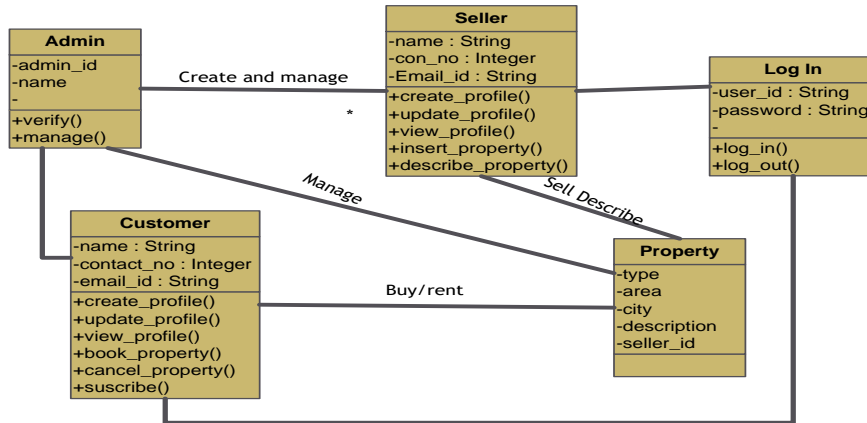 Admin
-admin_id
-name
-
+verify()
+manage()
Create and manage
*
Seller
-name : String
-con_no : Integer
-Email_id : String
+create_profile()
+update_profile()
+view_profile()
+insert_property()
+describe_property()
Log In
-user_id : String
-password : String
-
+log_in()
+log_out()
Manage
Sell Describe
Customer
-name : String
-contact_no : Integer
-email_id : String
+create_profile()
+update_profile()
+view_profile()
+book_property()
+cancel_property()
+suscribe()
Buy/rent
Property
-type
-area
-city
-description
-seller_id